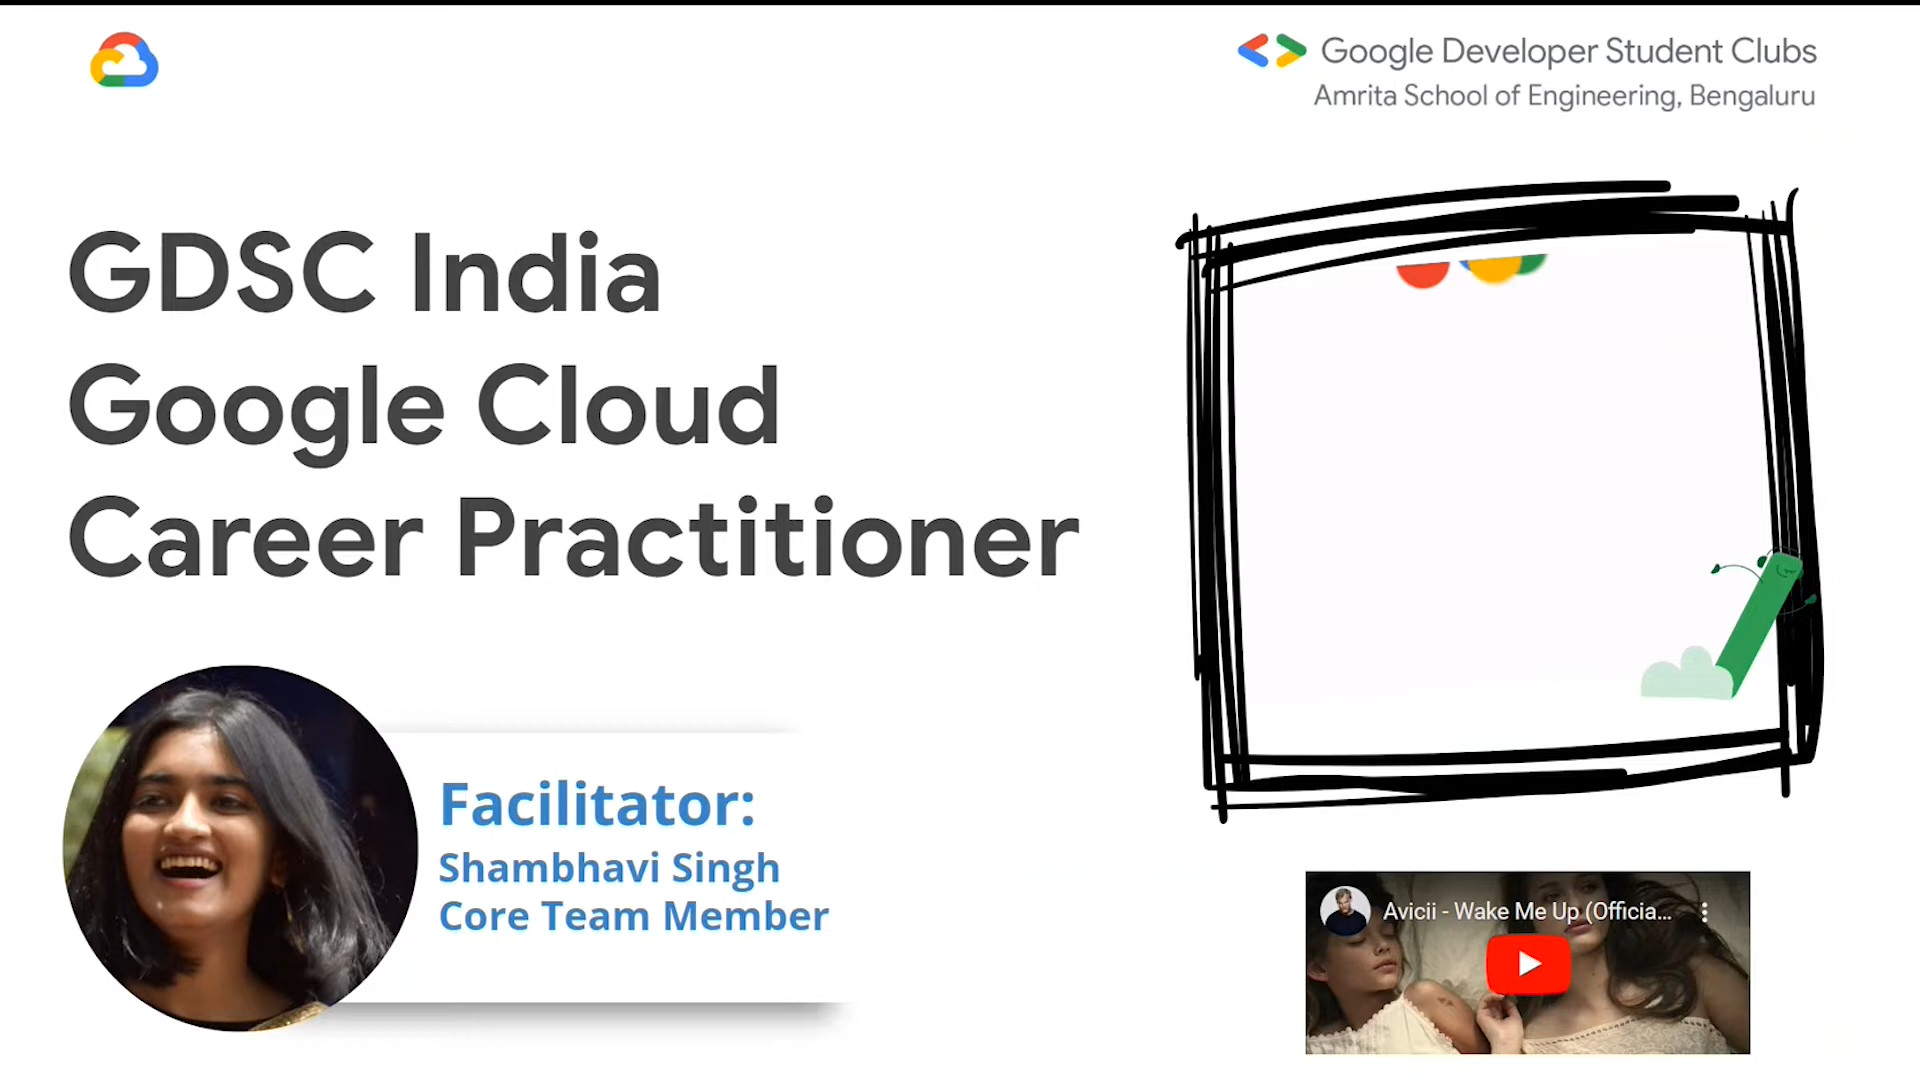 Google Developer Student Clubs
Amrita School of Engineering, Bengaluru
GDSC India
Google Cloud
Career Practitioner
Facilitator:
Shambhavi Singh
Core Team Member
Avicii - Wake Me Up (Officia...